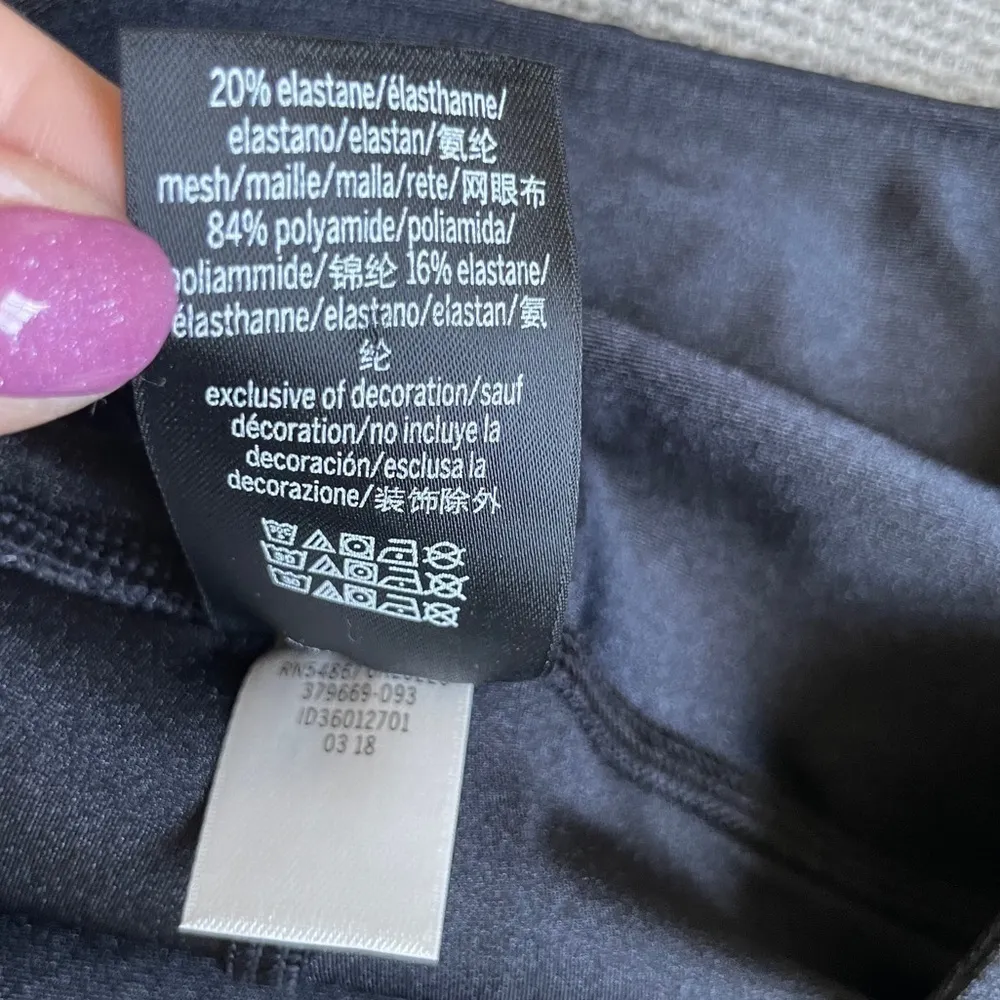 20% elastane/élasthanne/
elastano/elastan/氨纶
mesh/maille/malla/rete/网眼布
84% polyamide/poliamida/
poliammide/锦纶 16% elastane/
élasthanne/elastano/elastan/氨
纶
exclusive of decoration/sauf
décoration/no incluye la
decoración/esclusa la
decorazione/装饰除外
379669-093
ID36012701
03 18